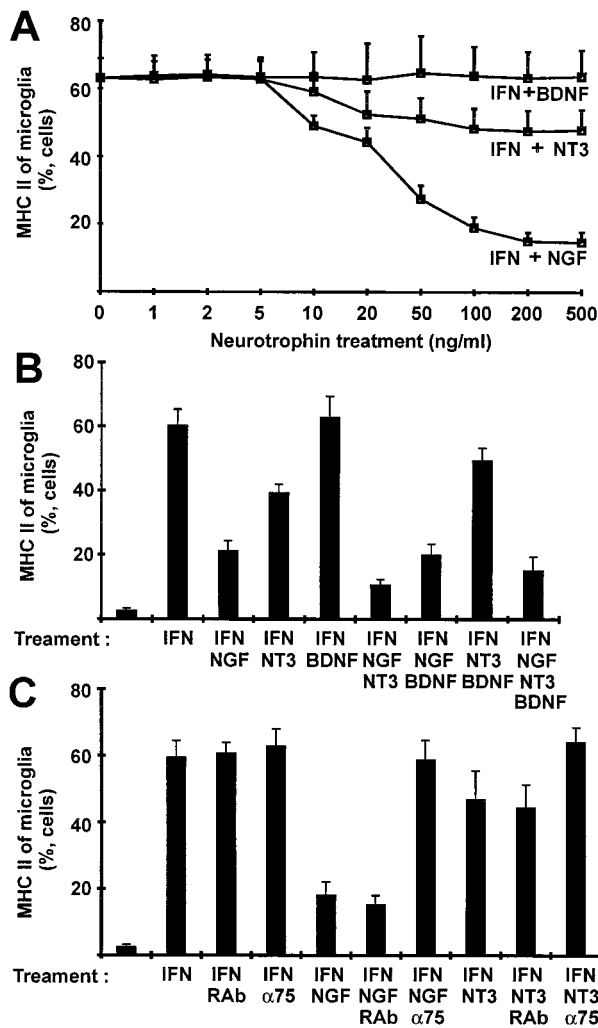 A
MHC II of microglia
(%, cells)
80
60
40
20
IFN+BDNF
IFN + NT3
IFN + NGF
0 1 2 5 10 20 50 100 200 500
Neurotrophin treatment (ng/ml)
B
MHC II of microglia
(%, cells)
80
60
40
20
Treament : IFN IFN IFN IFN IFN IFN IFN IFN
NGF NT3 BDNF NGF NGF NT3 NGF
NT3 BDNF BDNF NT3
BDNF
C
MHC II of microglia
(%, cells)
80
60
40
20
Treament : IFN IFN IFN IFN IFN IFN IFN IFN IFN
RAb α75 NGF NGF NGF NT3 NT3 NT3
RAb α75 RAb α75